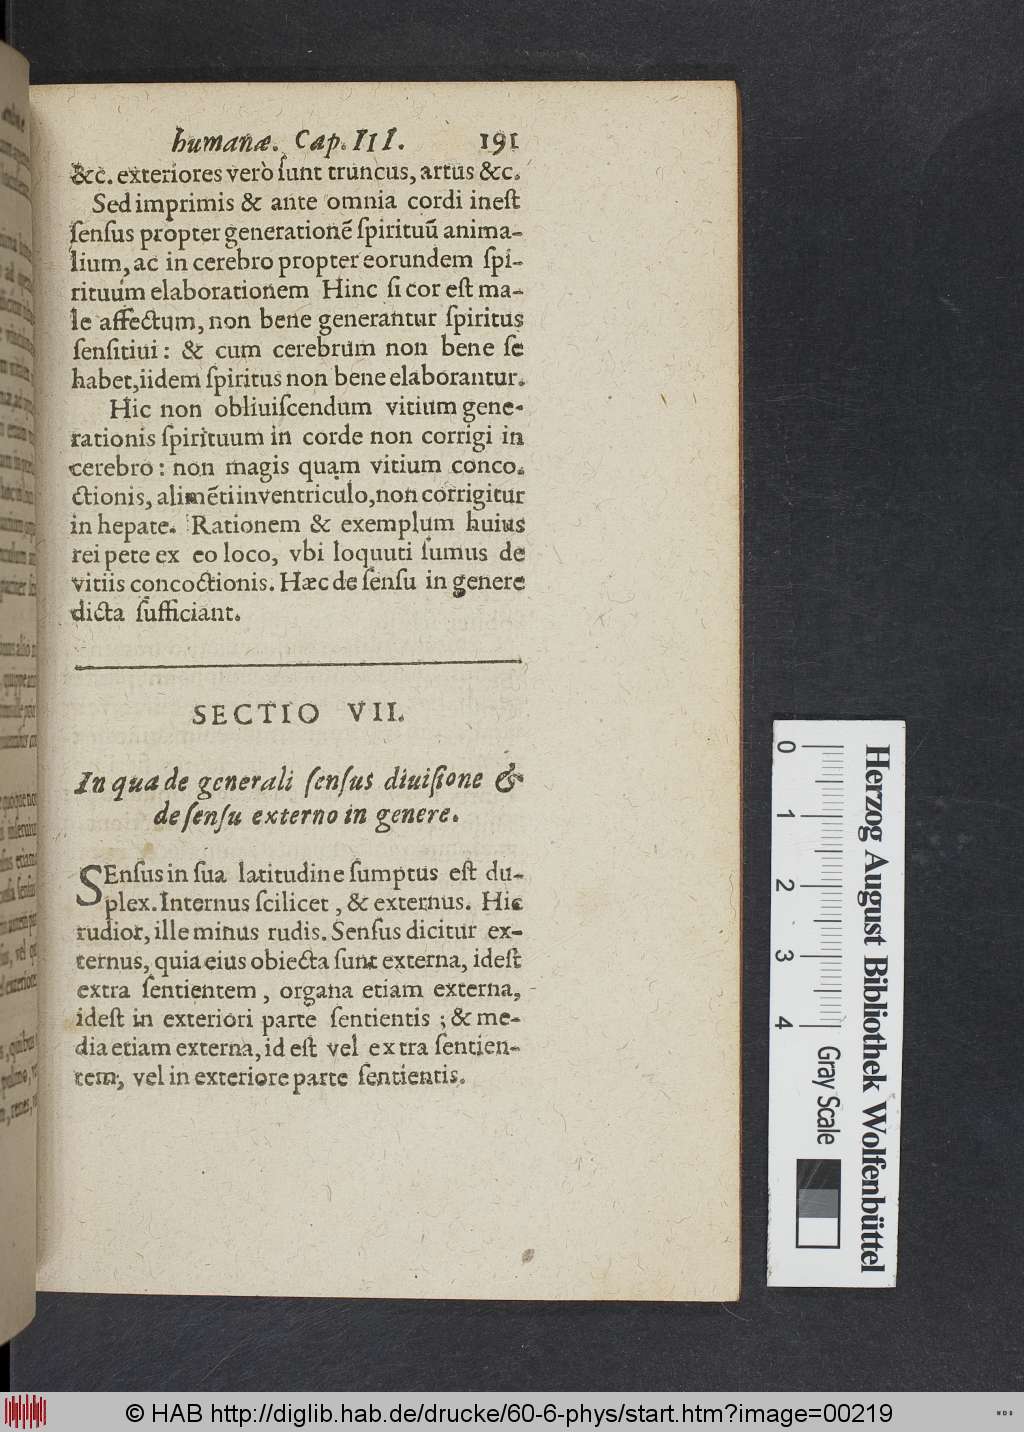 humanæ. Cap. III. 191
&c. exteriores verò ſunt truncus, artus &c.
Sed imprimis & ante omnia cordi ineſt
ſenſus propter generationē ſpirituũ anima-
lium, ac in cerebro propter eorundem ſpi-
rituum elaborationem Hinc ſi cor eſt ma-
le affectum, non bene generantur ſpiritus
ſenſitiui: & cum cerebrum non bene ſe
habet, iidem ſpiritus non bene elaborantur.
Hic non obliuiſcendum vitium gene-
rationis ſpirituum in corde non corrigi in
cerebro: non magis quam vitium conco-
ctionis, alimēti in ventriculo, non corrigitur
in hepate. Rationem & exemplum huius
rei pete ex eo loco, vbi loquuti ſumus de
vitiis concoctionis. Hæc de ſenſu in genere
dicta ſufficiant.
SECTIO VII.
In qua de generali ſenſus diuiſione &
de ſenſu externo in genere.
SEnſus in ſua latitudine ſumptus eſt du-
plex. Internus ſcilicet, & externus. Hic
rudior, ille minus rudis. Senſus dicitur ex-
ternus, quia eius obiecta ſunt externa, ideſt
extra ſentientem, organa etiam externa,
ideſt in exteriori parte ſentientis; & me-
dia etiam externa, id eſt vel extra ſentien-
tem, vel in exteriore parte ſentientis.
0 1 2 3 4
Gray Scale
Herzog August Bibliothek Wolfenbüttel
© HAB http://diglib.hab.de/drucke/60-6-phys/start.htm?image=00219